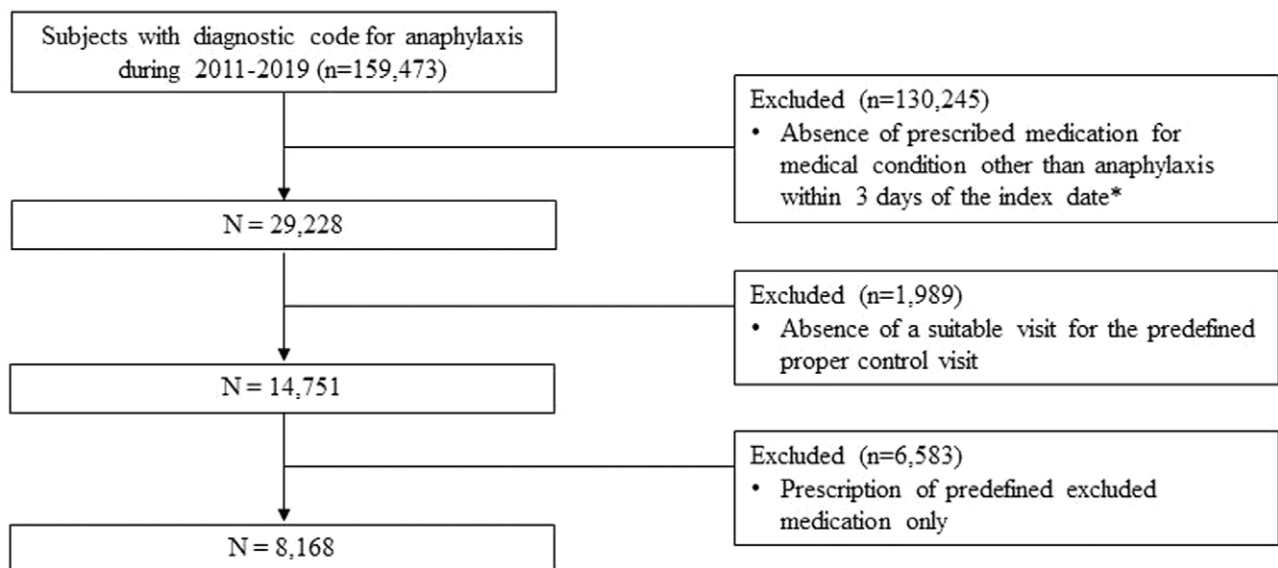 Subjects with diagnostic code for anaphylaxis
during 2011-2019 (n=159,473)
Excluded (n=130,245)
• Absence of prescribed medication for
medical condition other than anaphylaxis
within 3 days of the index date*
N = 29,228
Excluded (n=1,989)
• Absence of a suitable visit for the predefined
proper control visit
N = 14,751
Excluded (n=6,583)
• Prescription of predefined excluded
medication only
N = 8,168